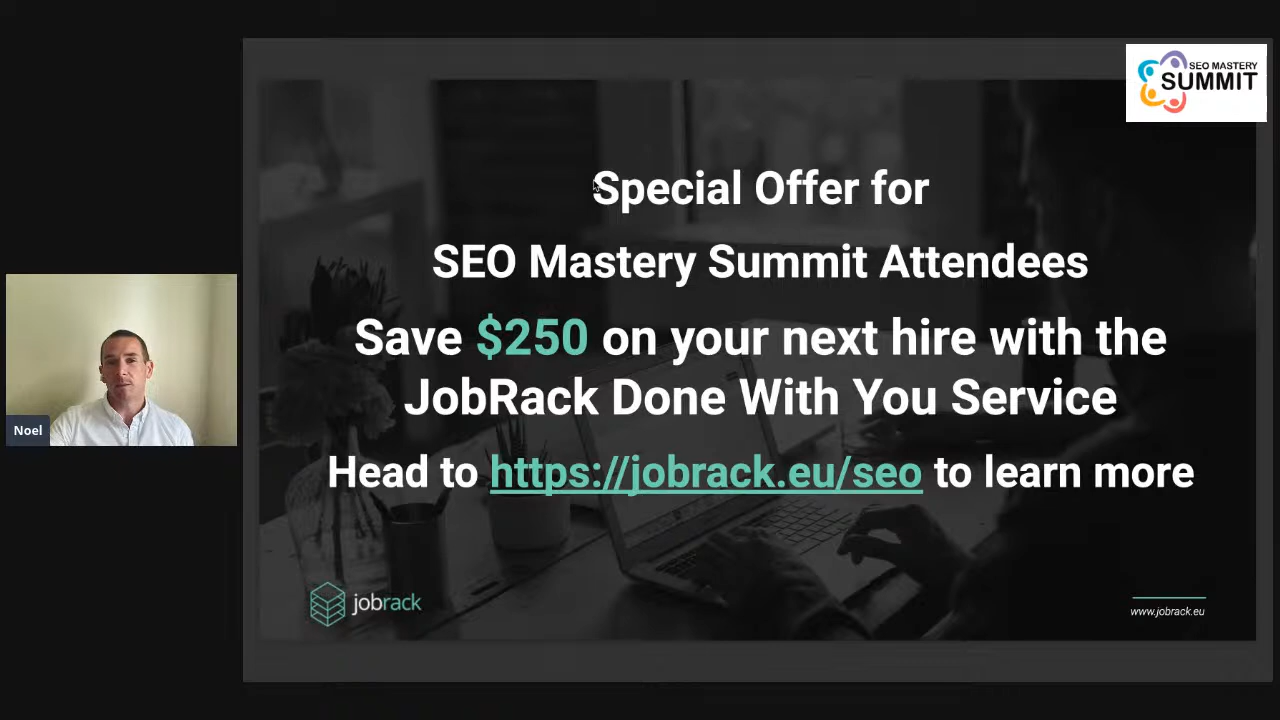 SEO MASTERY
SUMMIT
Special Offer for
SEO Mastery Summit Attendees
Save $250 on your next hire with the
JobRack Done With You Service
Head to https://jobrack.eu/seo to learn more
Noel
jobrack
www.jobrack.eu